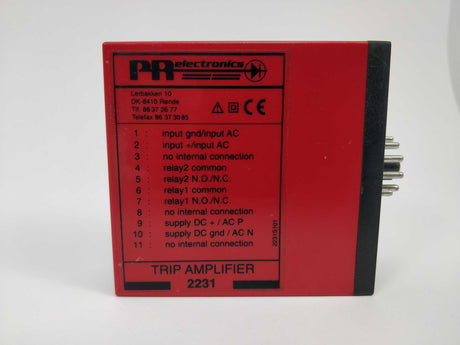 PR electronics
Lerbakken 10
DK-8410 Rønde
Tlf. 86 37 26 77
Telefax 86 37 30 85
CE
1 : input gnd/input AC
2 : input +/input AC
3 : no internal connection
4 : relay2 common
5 : relay2 N.O./N.C.
6 : relay1 common
7 : relay1 N.O./N.C.
8 : no internal connection
9 : supply DC + / AC P
10 : supply DC gnd / AC N
11 : no internal connection
2231S101
TRIP AMPLIFIER
2231